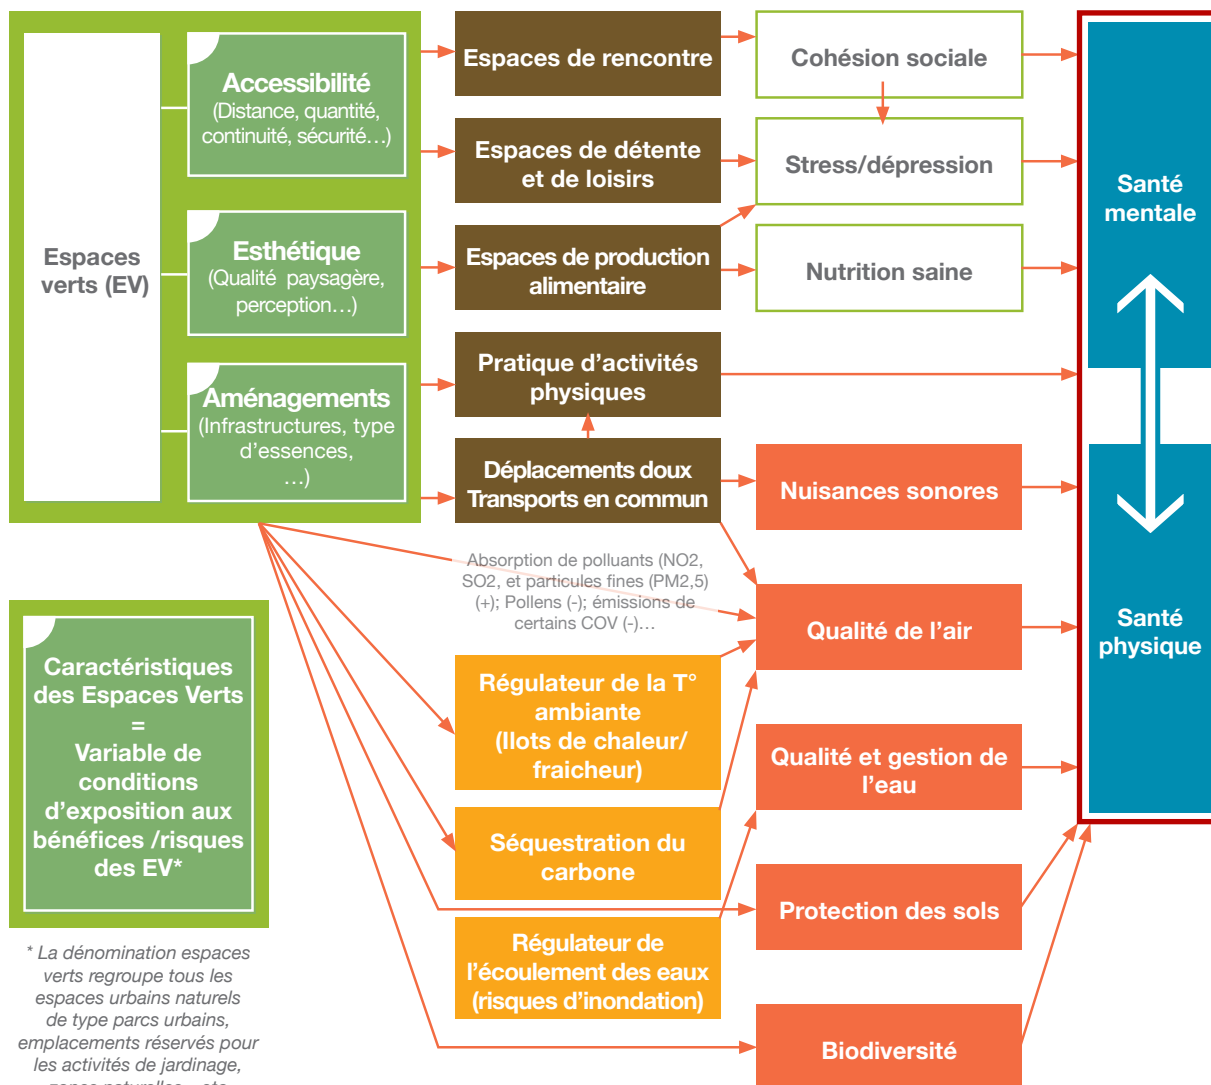 Espaces
verts (EV)
Accessibilité
(Distance, quantité,
continuité, sécurité…)
Esthétique
(Qualité paysagère,
perception…)
Aménagements
(Infrastructures, type
d'essences,
…)
Espaces de rencontre
Espaces de détente
et de loisirs
Espaces de production
alimentaire
Pratique d'activités
physiques
Déplacements doux
Transports en commun
Cohésion sociale
Stress/dépression
Nutrition saine
Nuisances sonores
Absorption de polluants (NO2,
SO2, et particules fines (PM2,5)
(+); Pollens (-); émissions de
certains COV (-)…
Qualité de l'air
Régulateur de la T°
ambiante
(Ilots de chaleur/
fraicheur)
Qualité et gestion de
l'eau
Séquestration du
carbone
Protection des sols
Régulateur de
l'écoulement des eaux
(risques d'inondation)
Biodiversité
Santé
mentale
Santé
physique
Caractéristiques
des Espaces Verts
=
Variable de
conditions
d'exposition aux
bénéfices /risques
des EV*
* La dénomination espaces
verts regroupe tous les
espaces urbains naturels
de type parcs urbains,
emplacements réservés pour
les activités de jardinage,